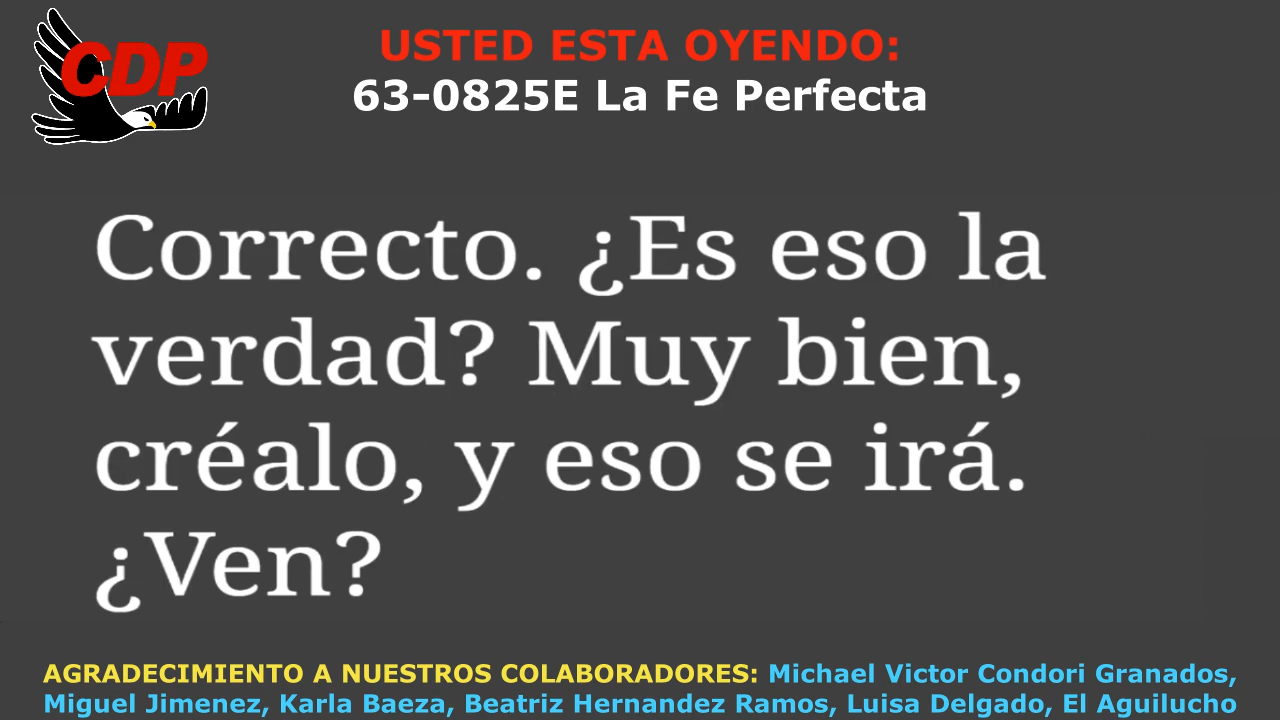 CDP
USTED ESTA OYENDO:
63-0825E La Fe Perfecta
Correcto. ¿Es eso la
verdad? Muy bien,
créalo, y eso se irá.
¿Ven?
AGRADECIMIENTO A NUESTROS COLABORADORES: Michael Victor Condori Granados,
Miguel Jimenez, Karla Baeza, Beatriz Hernandez Ramos, Luisa Delgado, El Aguilucho